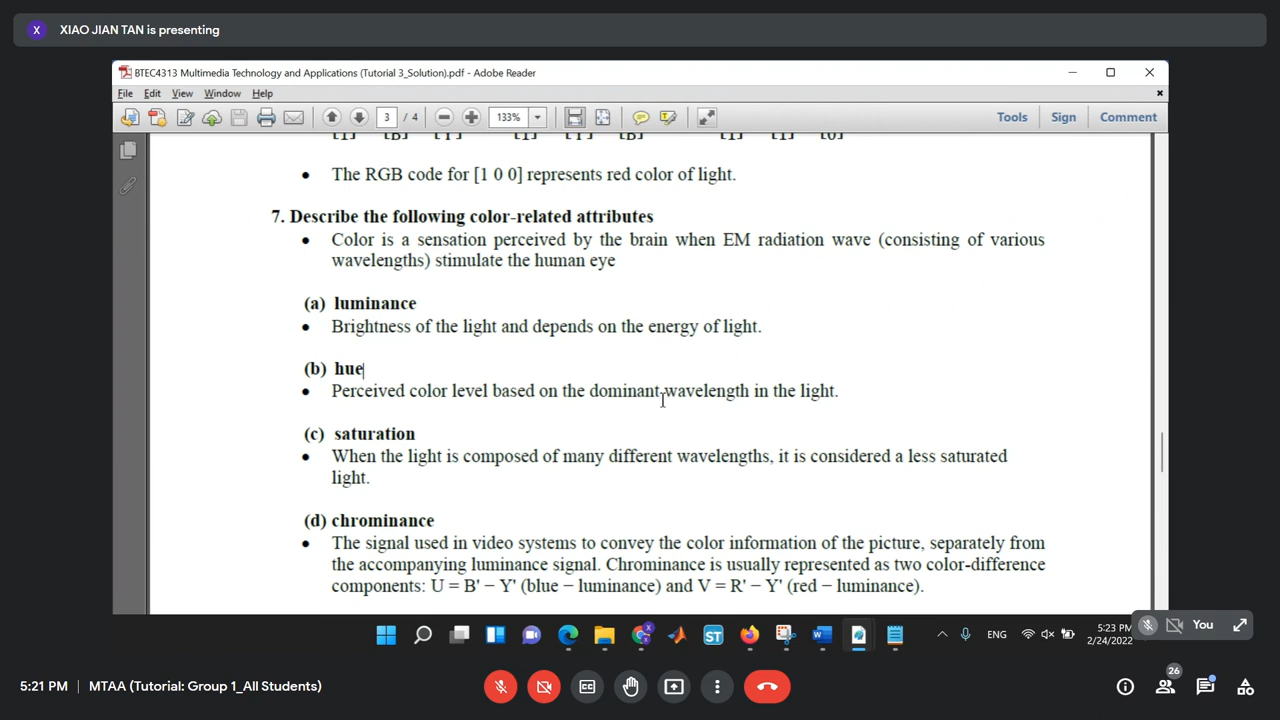 X XIAO JIAN TAN is presenting
BTEC4313 Multimedia Technology and Applications (Tutorial 3_Solution).pdf - Adobe Reader
File Edit View Window Help
3 / 4 133% Tools Sign Comment
• The RGB code for [1 0 0] represents red color of light.
7. Describe the following color-related attributes
• Color is a sensation perceived by the brain when EM radiation wave (consisting of various
wavelengths) stimulate the human eye
(a) luminance
• Brightness of the light and depends on the energy of light.
(b) hue
• Perceived color level based on the dominant wavelength in the light.
(c) saturation
• When the light is composed of many different wavelengths, it is considered a less saturated
light.
(d) chrominance
• The signal used in video systems to convey the color information of the picture, separately from
the accompanying luminance signal. Chrominance is usually represented as two color-difference
components: U = B' − Y' (blue − luminance) and V = R' − Y' (red − luminance).
ST ENG 5:23 PM
2/24/2022
You
5:21 PM | MTAA (Tutorial: Group 1_All Students) 26